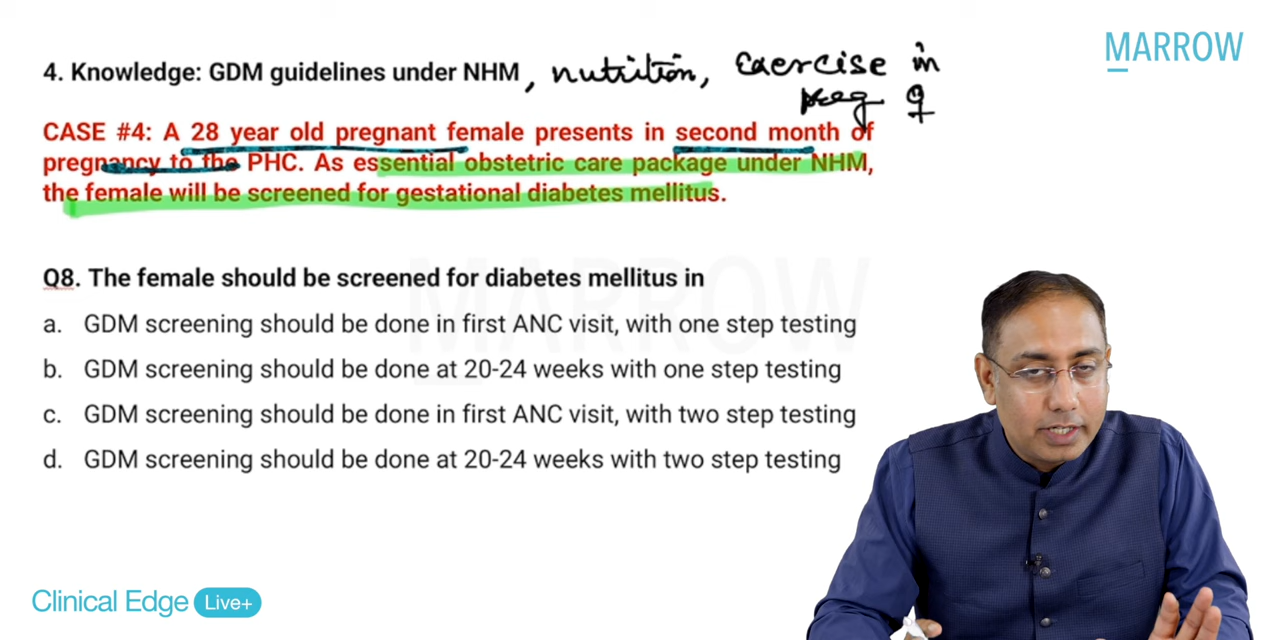 MARROW
4. Knowledge: GDM guidelines under NHM, nutrition, exercise in
preg ♀
CASE #4: A 28 year old pregnant female presents in second month of
pregnancy to the PHC. As essential obstetric care package under NHM,
the female will be screened for gestational diabetes mellitus.
MARROW
Q8. The female should be screened for diabetes mellitus in
a. GDM screening should be done in first ANC visit, with one step testing
b. GDM screening should be done at 20-24 weeks with one step testing
c. GDM screening should be done in first ANC visit, with two step testing
d. GDM screening should be done at 20-24 weeks with two step testing
Clinical Edge Live+